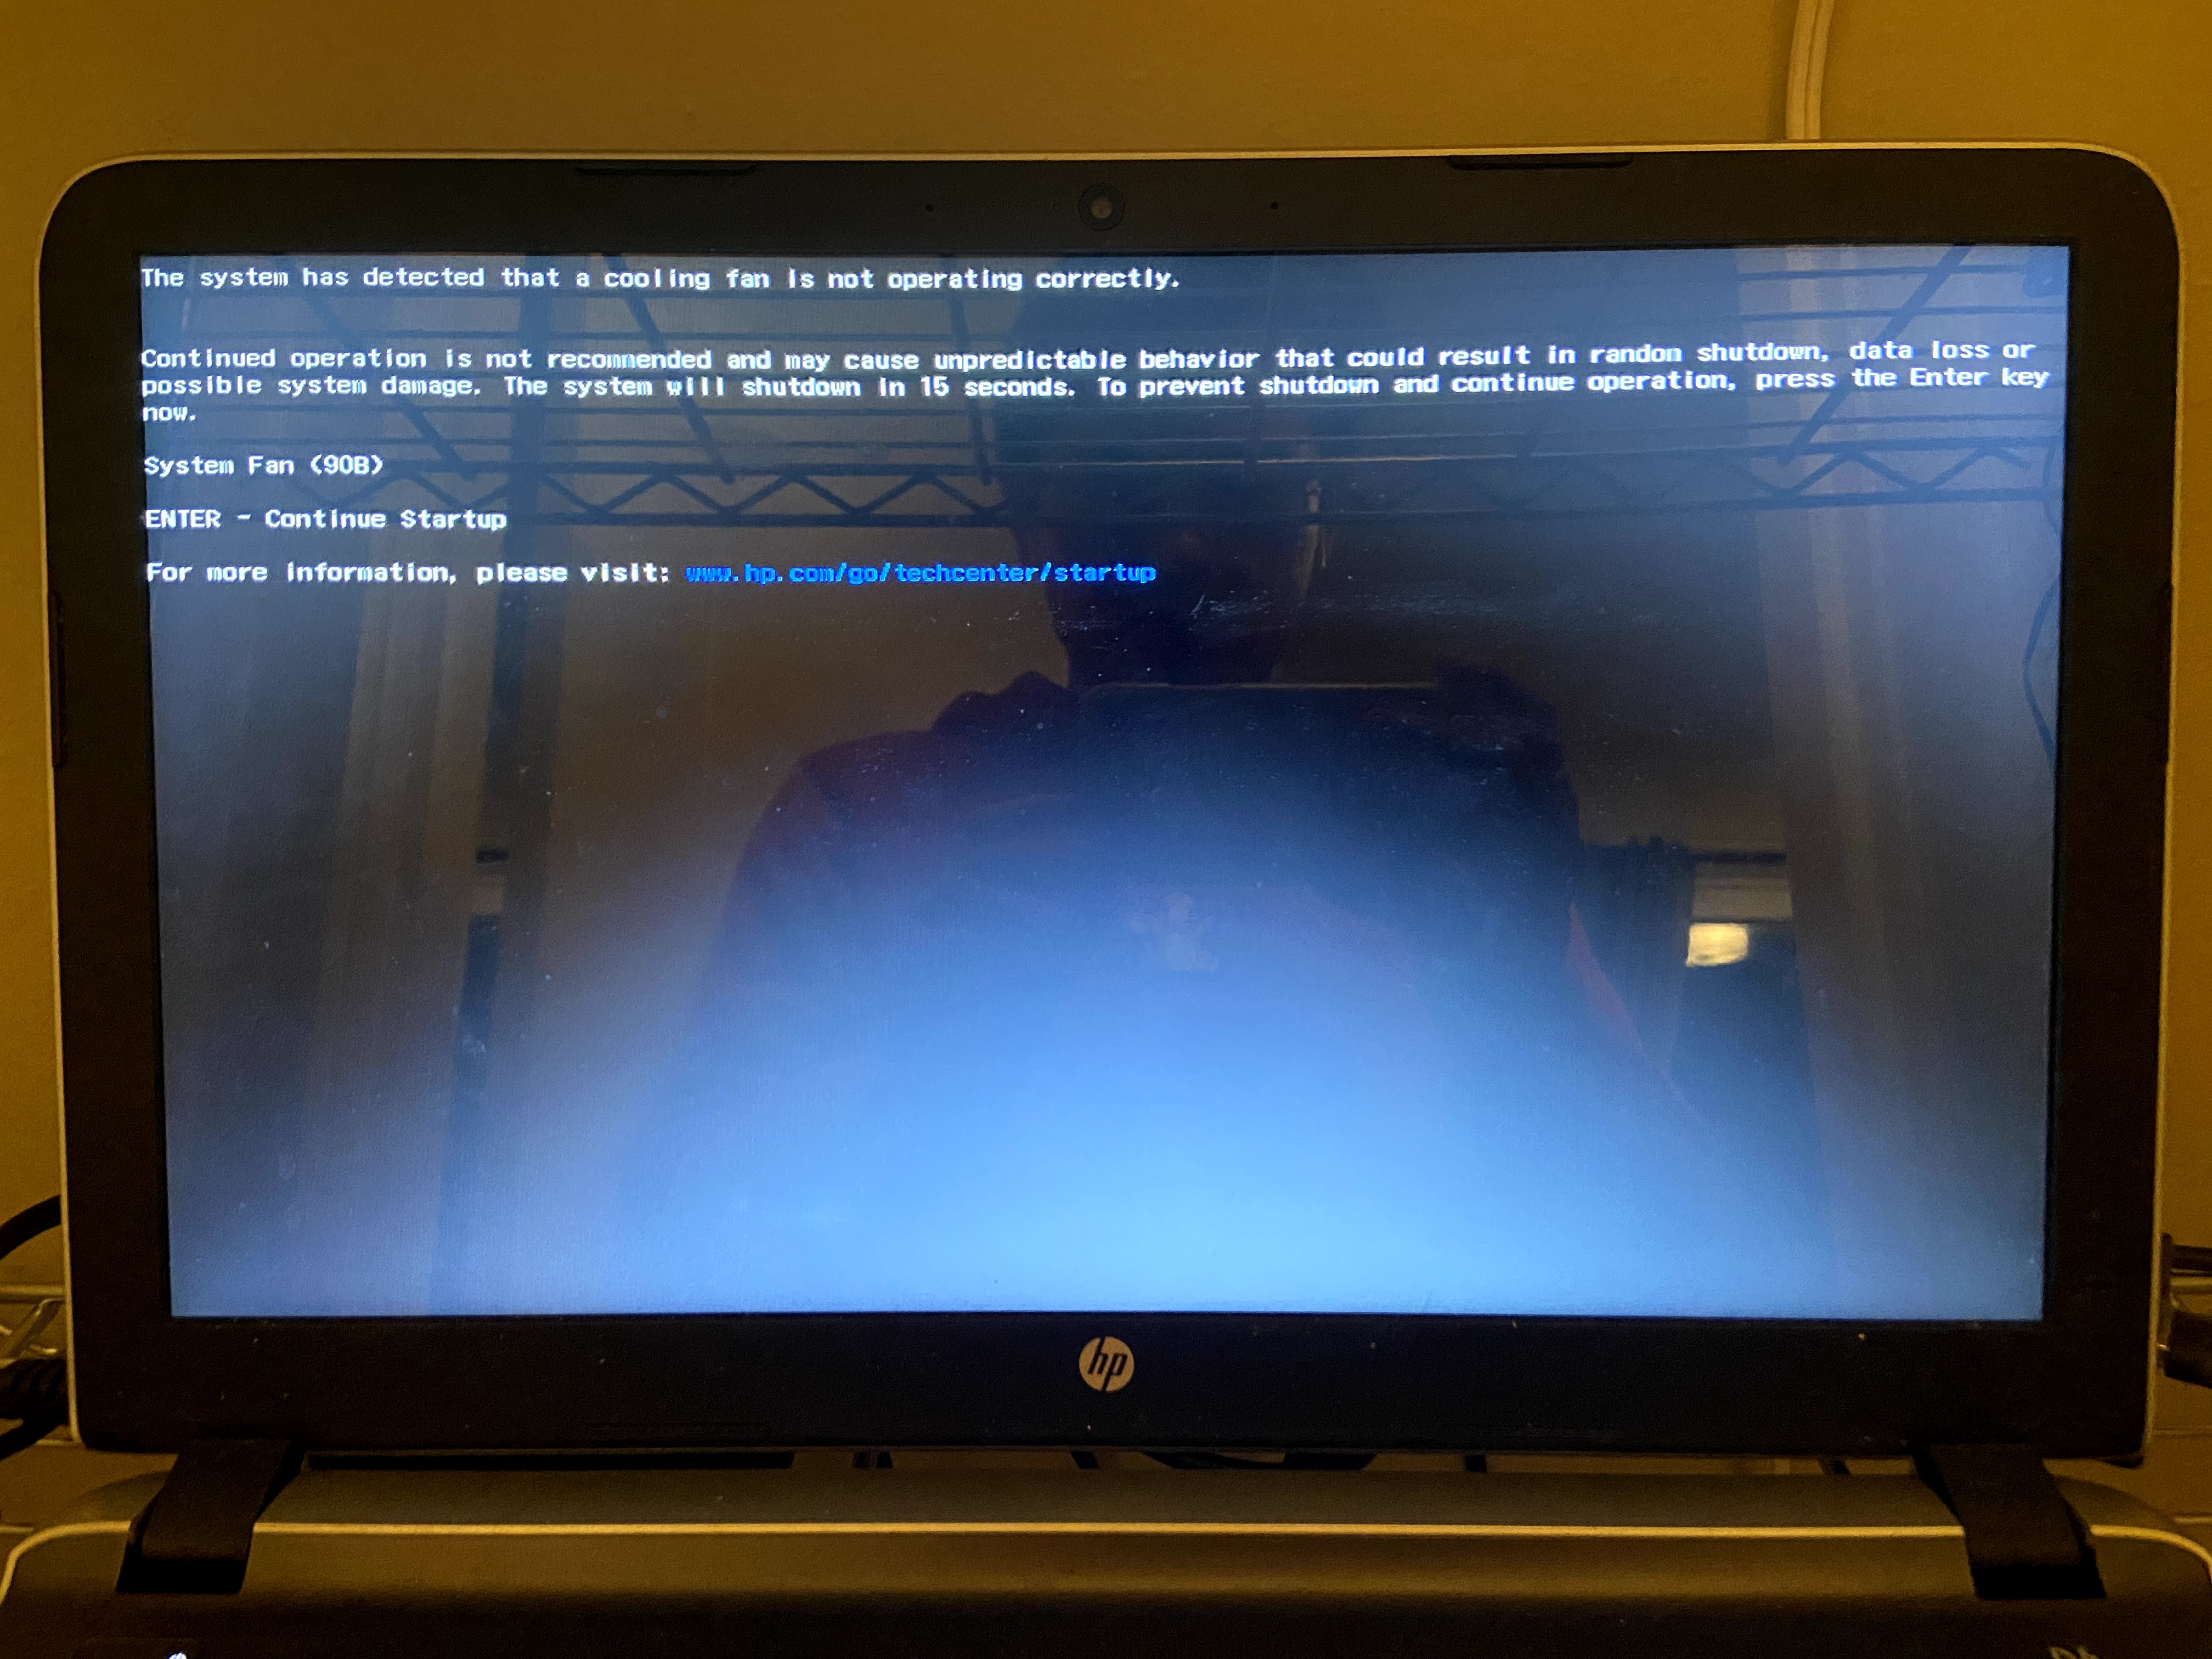 The system has detected that a cooling fan is not operating correctly.
Continued operation is not recommended and may cause unpredictable behavior that could result in randon shutdown, data loss or
possible system damage. The system will shutdown in 15 seconds. To prevent shutdown and continue operation, press the Enter key
now.
System Fan (90B)
ENTER - Continue Startup
For more information, please visit: www.hp.com/go/techcenter/startup
hp